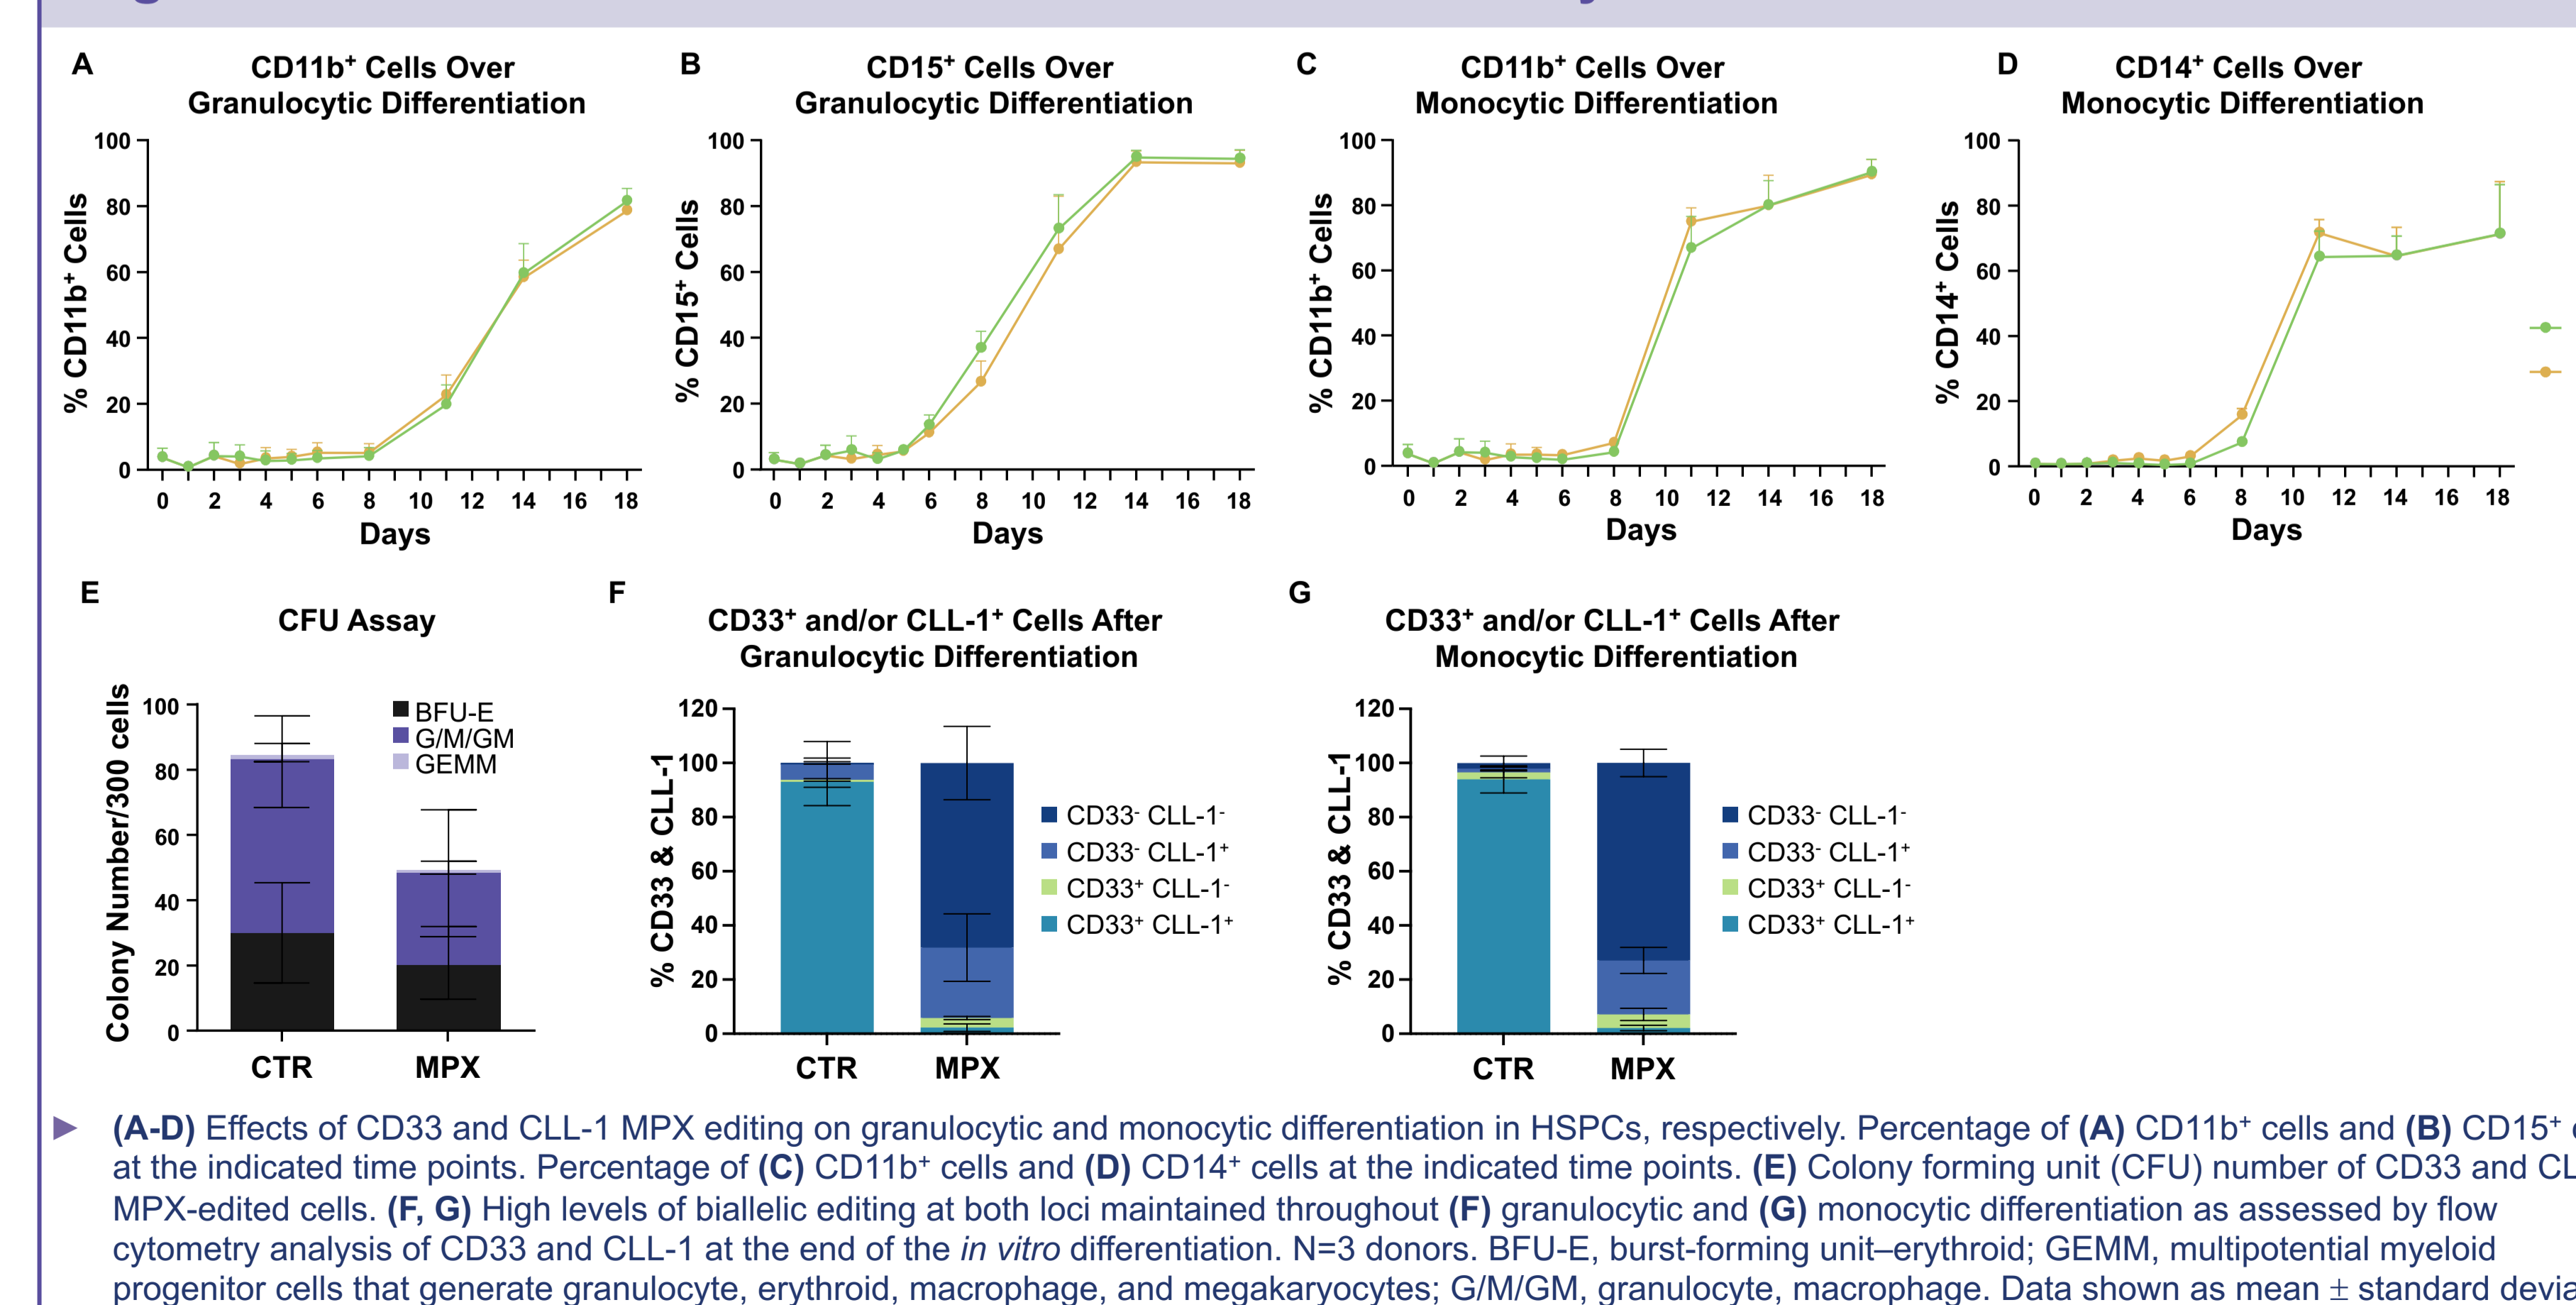 A
CD11b⁺ Cells Over
Granulocytic Differentiation
% CD11b⁺ Cells
100
80
60
40
20
0
0 2 4 6 8 10 12 14 16 18
Days
B
CD15⁺ Cells Over
Granulocytic Differentiation
% CD15⁺ Cells
100
80
60
40
20
0
0 2 4 6 8 10 12 14 16 18
Days
C
CD11b⁺ Cells Over
Monocytic Differentiation
% CD11b⁺ Cells
100
80
60
40
20
0
0 2 4 6 8 10 12 14 16 18
Days
D
CD14⁺ Cells Over
Monocytic Differentiation
% CD14⁺ Cells
100
80
60
40
20
0
0 2 4 6 8 10 12 14 16 18
Days
E
CFU Assay
Colony Number/300 cells
100
80
60
40
20
0
BFU-E
G/M/GM
GEMM
CTR MPX
F
CD33⁺ and/or CLL-1⁺ Cells After
Granulocytic Differentiation
% CD33 & CLL-1
120
100
80
60
40
20
0
CD33⁻ CLL-1⁻
CD33⁻ CLL-1⁺
CD33⁺ CLL-1⁻
CD33⁺ CLL-1⁺
CTR MPX
G
CD33⁺ and/or CLL-1⁺ Cells After
Monocytic Differentiation
% CD33 & CLL-1
120
100
80
60
40
20
0
CD33⁻ CLL-1⁻
CD33⁻ CLL-1⁺
CD33⁺ CLL-1⁻
CD33⁺ CLL-1⁺
CTR MPX
(A-D) Effects of CD33 and CLL-1 MPX editing on granulocytic and monocytic differentiation in HSPCs, respectively. Percentage of (A) CD11b⁺ cells and (B) CD15⁺
at the indicated time points. Percentage of (C) CD11b⁺ cells and (D) CD14⁺ cells at the indicated time points. (E) Colony forming unit (CFU) number of CD33 and
MPX-edited cells. (F, G) High levels of biallelic editing at both loci maintained throughout (F) granulocytic and (G) monocytic differentiation as assessed by flow
cytometry analysis of CD33 and CLL-1 at the end of the in vitro differentiation. N=3 donors. BFU-E, burst-forming unit–erythroid; GEMM, multipotential myeloid
progenitor cells that generate granulocyte, erythroid, macrophage, and megakaryocytes; G/M/GM, granulocyte, macrophage. Data shown as mean ± standard